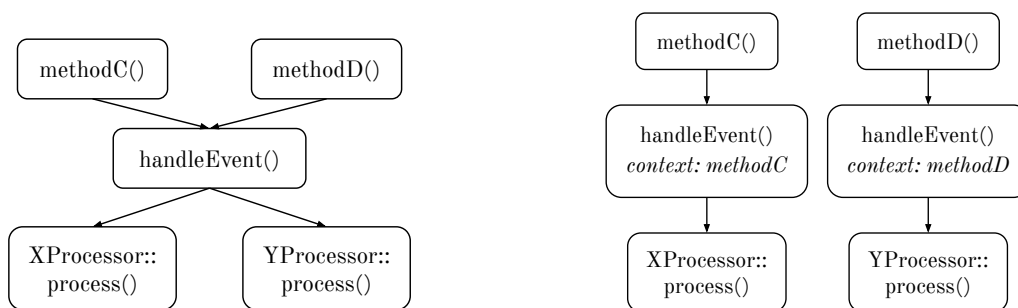 methodC()
methodD()
handleEvent()
XProcessor::
process()
YProcessor::
process()
methodC()
methodD()
handleEvent()
context: methodC
handleEvent()
context: methodD
XProcessor::
process()
YProcessor::
process()